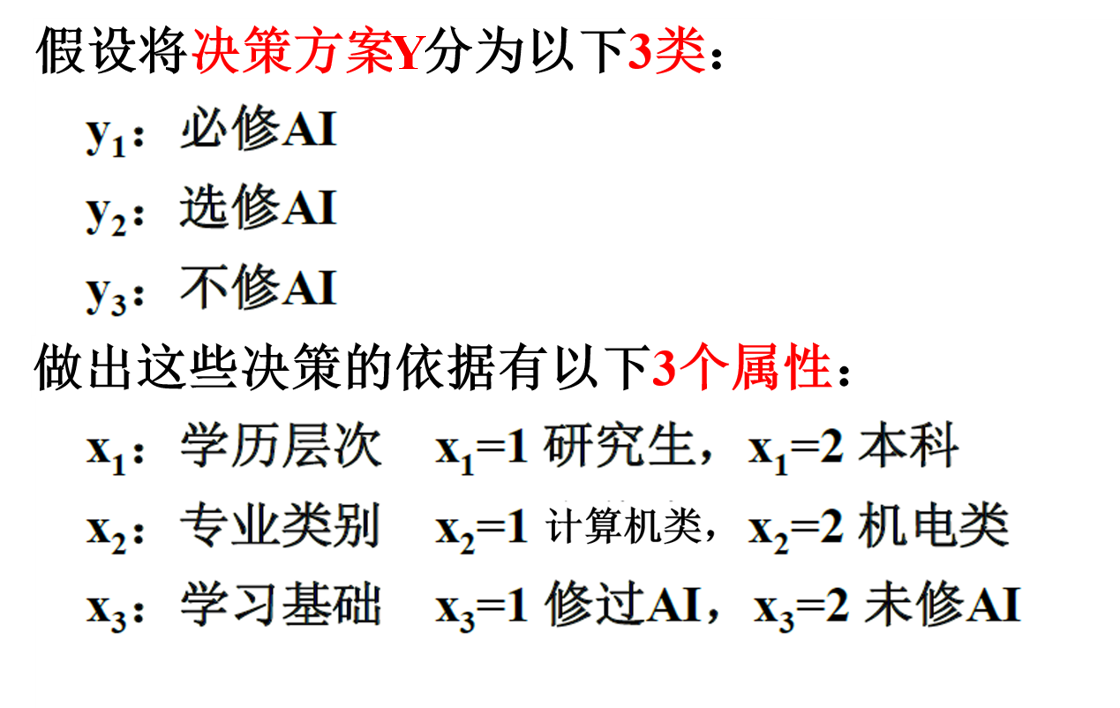 假设将决策方案Y分为以下3类：
y₁：必修AI
y₂：选修AI
y₃：不修AI
做出这些决策的依据有以下3个属性：
x₁：学历层次 x₁=1 研究生，x₁=2 本科
x₂：专业类别 x₂=1 计算机类，x₂=2 机电类
x₃：学习基础 x₃=1 修过AI，x₃=2 未修AI